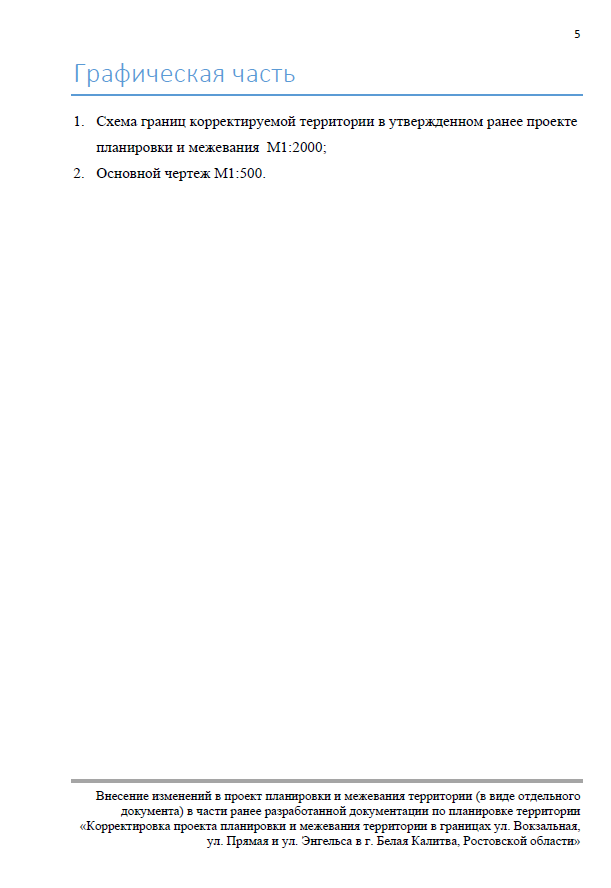 5
Графическая часть
1. Схема границ корректируемой территории в утвержденном ранее проекте
планировки и межевания М1:2000;
2. Основной чертеж М1:500.
Внесение изменений в проект планировки и межевания территории (в виде отдельного
документа) в части ранее разработанной документации по планировке территории
«Корректировка проекта планировки и межевания территории в границах ул. Вокзальная,
ул. Прямая и ул. Энгельса в г. Белая Калитва, Ростовской области»